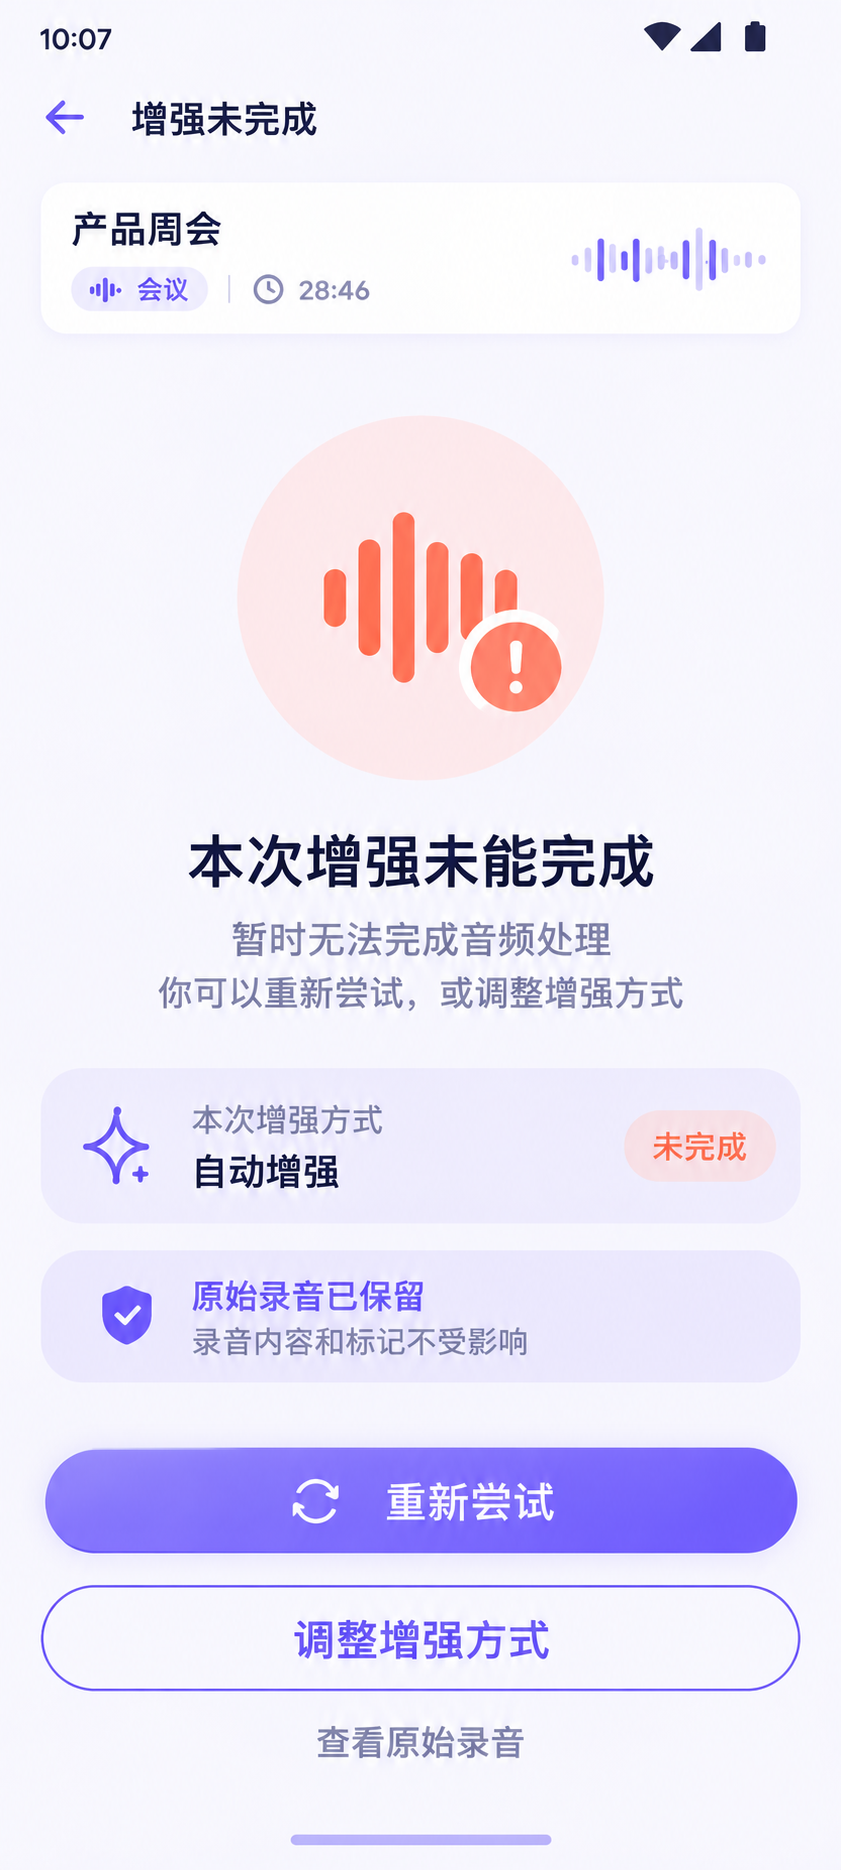 10:07
增强未完成
产品周会
会议 28:46
本次增强未能完成
暂时无法完成音频处理
你可以重新尝试，或调整增强方式
本次增强方式
自动增强
未完成
原始录音已保留
录音内容和标记不受影响
重新尝试
调整增强方式
查看原始录音